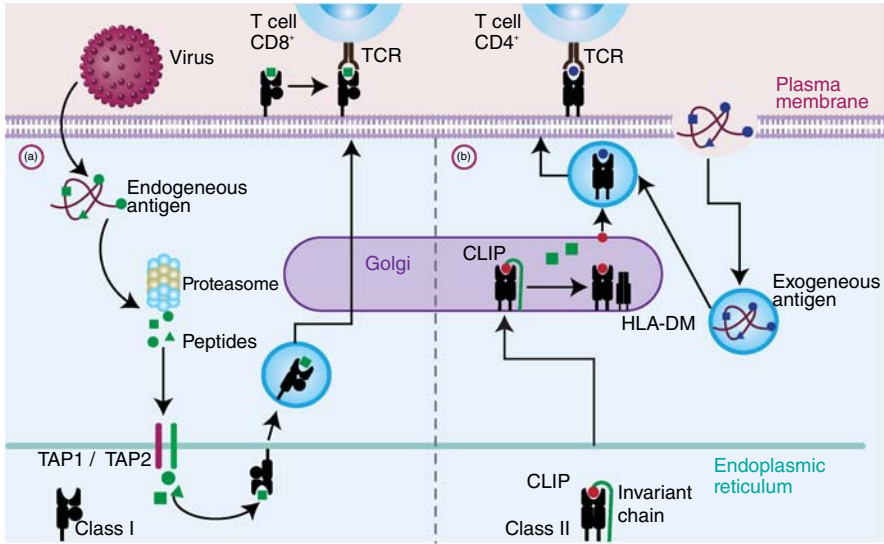 T cell
CD8⁺
TCR
T cell
CD4⁺
TCR
Virus
Plasma
membrane
(a)
(b)
Endogeneous
antigen
Golgi
CLIP
Proteasome
Exogeneous
antigen
HLA-DM
Peptides
TAP1 / TAP2
Endoplasmic
reticulum
CLIP
Invariant
chain
Class I
Class II